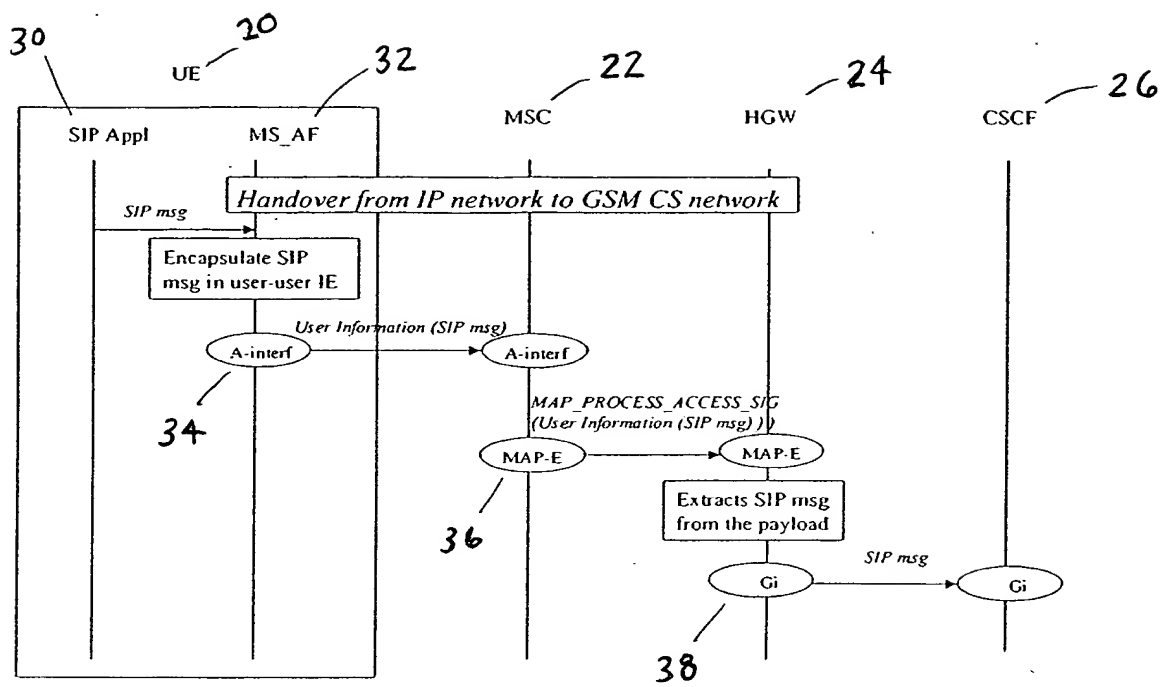 30
20
UE
32
22
24
26
SIP Appl
MS_AF
MSC
HGW
CSCF
Handover from IP network to GSM CS network
SIP msg
Encapsulate SIP
msg in user-user IE
User Information (SIP msg)
A-interf
A-interf
34
MAP_PROCESS_ACCESS_SIG
(User Information (SIP msg) ) )
MAP-E
MAP-E
36
Extracts SIP msg
from the payload
SIP msg
Gi
Gi
38